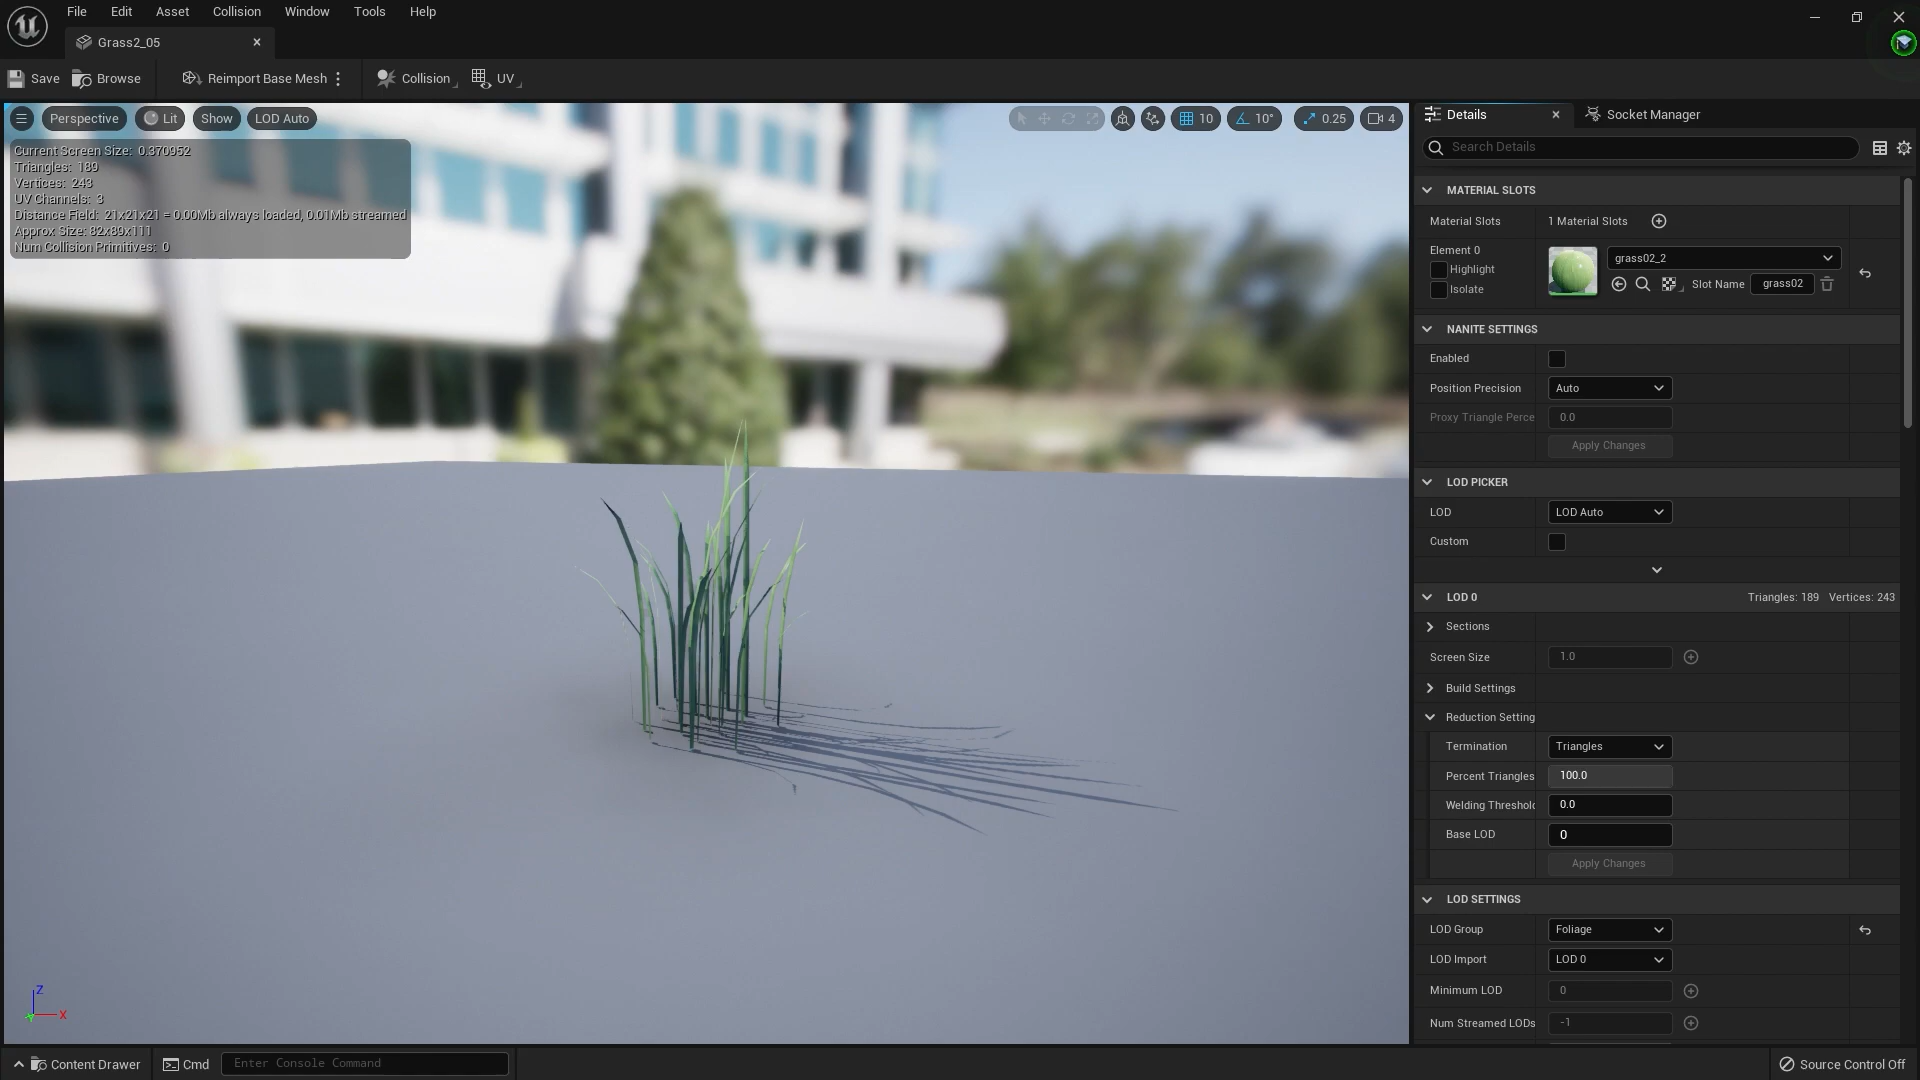 File Edit Asset Collision Window Tools Help
Grass2_05
Save Browse Reimport Base Mesh Collision UV
Perspective Lit Show LOD Auto 10 10° 0.25 4
Current Screen Size: 0.370952
Triangles: 189
Vertices: 243
UV Channels: 3
Distance Field: 21x21x21 = 0.00Mb always loaded, 0.01Mb streamed
Approx Size: 82x89x111
Num Collision Primitives: 0
Z
X
Details Socket Manager
Search Details
MATERIAL SLOTS
Material Slots 1 Material Slots
Element 0
Highlight
Isolate
grass02_2
Slot Name grass02
NANITE SETTINGS
Enabled
Position Precision Auto
Proxy Triangle Perce 0.0
Apply Changes
LOD PICKER
LOD LOD Auto
Custom
LOD 0 Triangles: 189 Vertices: 243
Sections
Screen Size 1.0
Build Settings
Reduction Setting
Termination Triangles
Percent Triangles 100.0
Welding Threshold 0.0
Base LOD 0
Apply Changes
LOD SETTINGS
LOD Group Foliage
LOD Import LOD 0
Minimum LOD 0
Num Streamed LODs -1
Content Drawer Cmd Enter Console Command Source Control Off